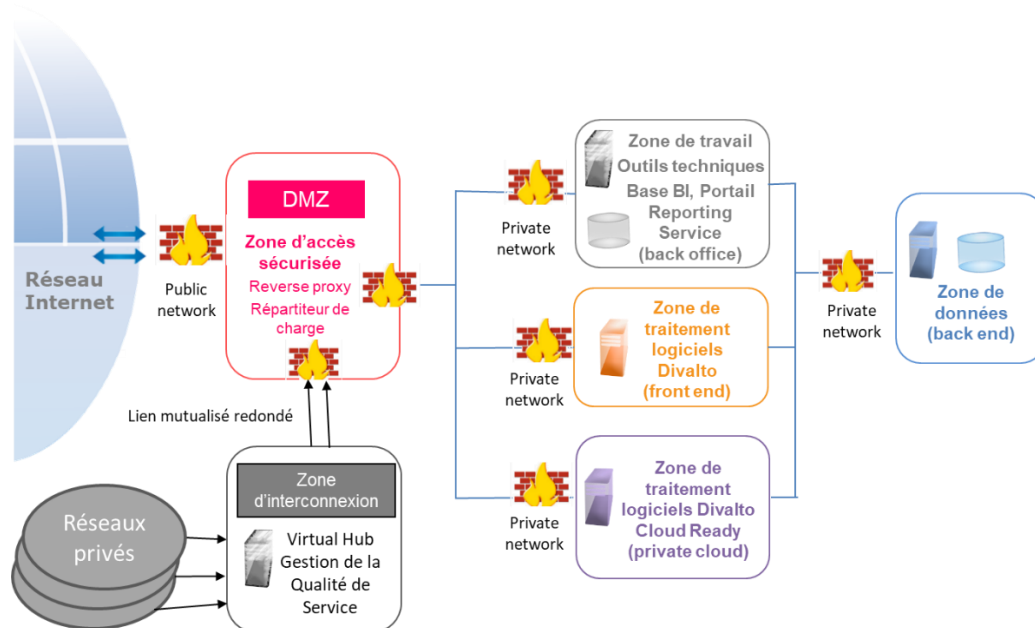 Réseau
Internet
Public
network
DMZ
Zone d'accès
sécurisée
Reverse proxy
Répartiteur de
charge
Lien mutualisé redondé
Zone
d'interconnexion
Virtual Hub
Gestion de la
Qualité de
Service
Réseaux
privés
Private
network
Zone de travail
Outils techniques
Base BI, Portail
Reporting
Service
(back office)
Private
network
Zone de
traitement
logiciels
Divalto
(front end)
Private
network
Zone de
traitement
logiciels Divalto
Cloud Ready
(private cloud)
Private
network
Zone de
données
(back end)